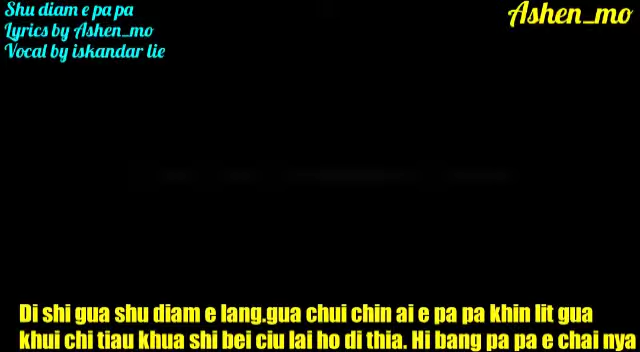 Shu diam e pa pa
Lyrics by Ashen_mo
Vocal by iskandar lie
Ashen_mo
Di shi gua shu diam e lang.gua chui chin ai e pa pa khin lit gua
khui chi tiau khua shi bei ciu lai ho di thia. Hi bang pa pa e chai nya